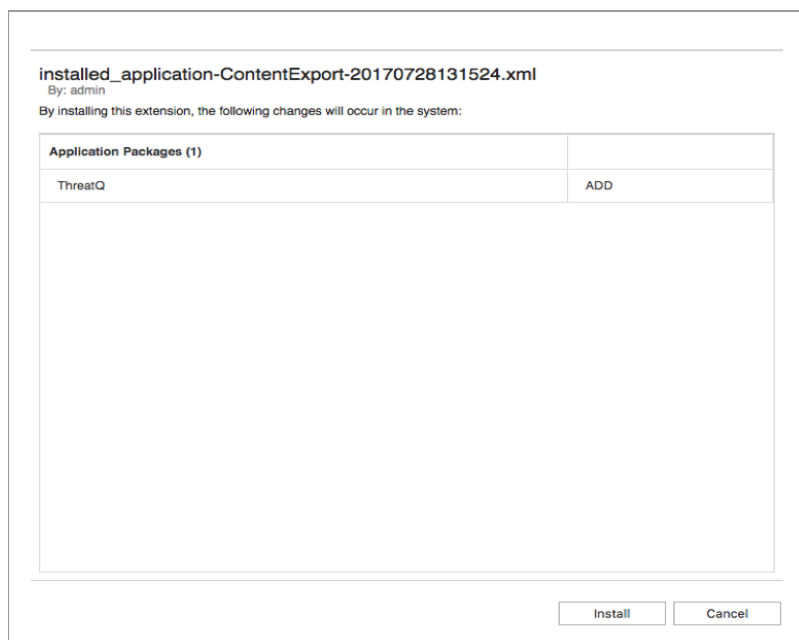 installed_application-ContentExport-20170728131524.xml
By: admin
By installing this extension, the following changes will occur in the system:
Application Packages (1)
ThreatQ ADD
Install Cancel